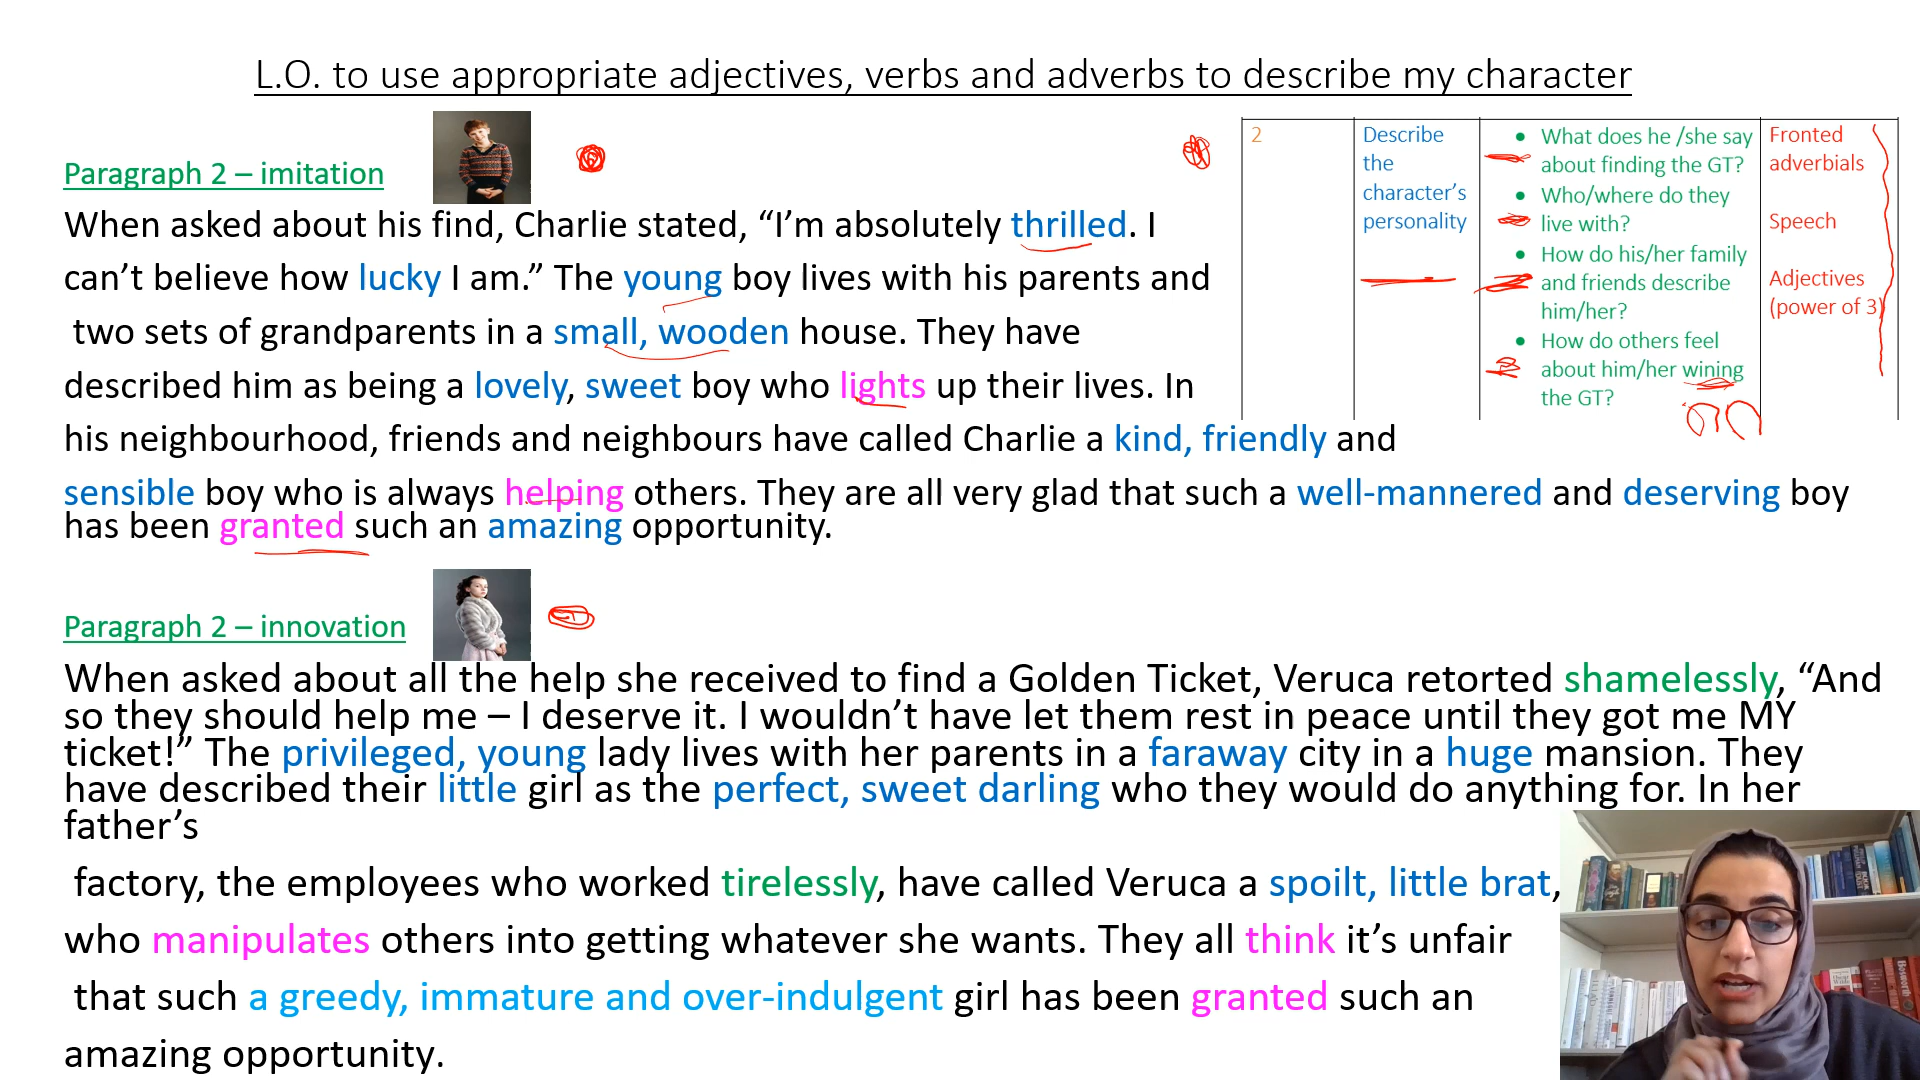 L.O. to use appropriate adjectives, verbs and adverbs to describe my character
Paragraph 2 – imitation
When asked about his find, Charlie stated, “I’m absolutely thrilled. I
can’t believe how lucky I am.” The young boy lives with his parents and
two sets of grandparents in a small, wooden house. They have
described him as being a lovely, sweet boy who lights up their lives. In
his neighbourhood, friends and neighbours have called Charlie a kind, friendly and
sensible boy who is always helping others. They are all very glad that such a well-mannered and deserving boy
has been granted such an amazing opportunity.
2
Describe
the
character’s
personality
• What does he /she say
about finding the GT?
• Who/where do they
live with?
• How do his/her family
and friends describe
him/her?
• How do others feel
about him/her wining
the GT?
Fronted
adverbials
Speech
Adjectives
(power of 3)
Paragraph 2 – innovation
When asked about all the help she received to find a Golden Ticket, Veruca retorted shamelessly, “And
so they should help me – I deserve it. I wouldn’t have let them rest in peace until they got me MY
ticket!” The privileged, young lady lives with her parents in a faraway city in a huge mansion. They
have described their little girl as the perfect, sweet darling who they would do anything for. In her
father’s
factory, the employees who worked tirelessly, have called Veruca a spoilt, little brat,
who manipulates others into getting whatever she wants. They all think it’s unfair
that such a greedy, immature and over-indulgent girl has been granted such an
amazing opportunity.